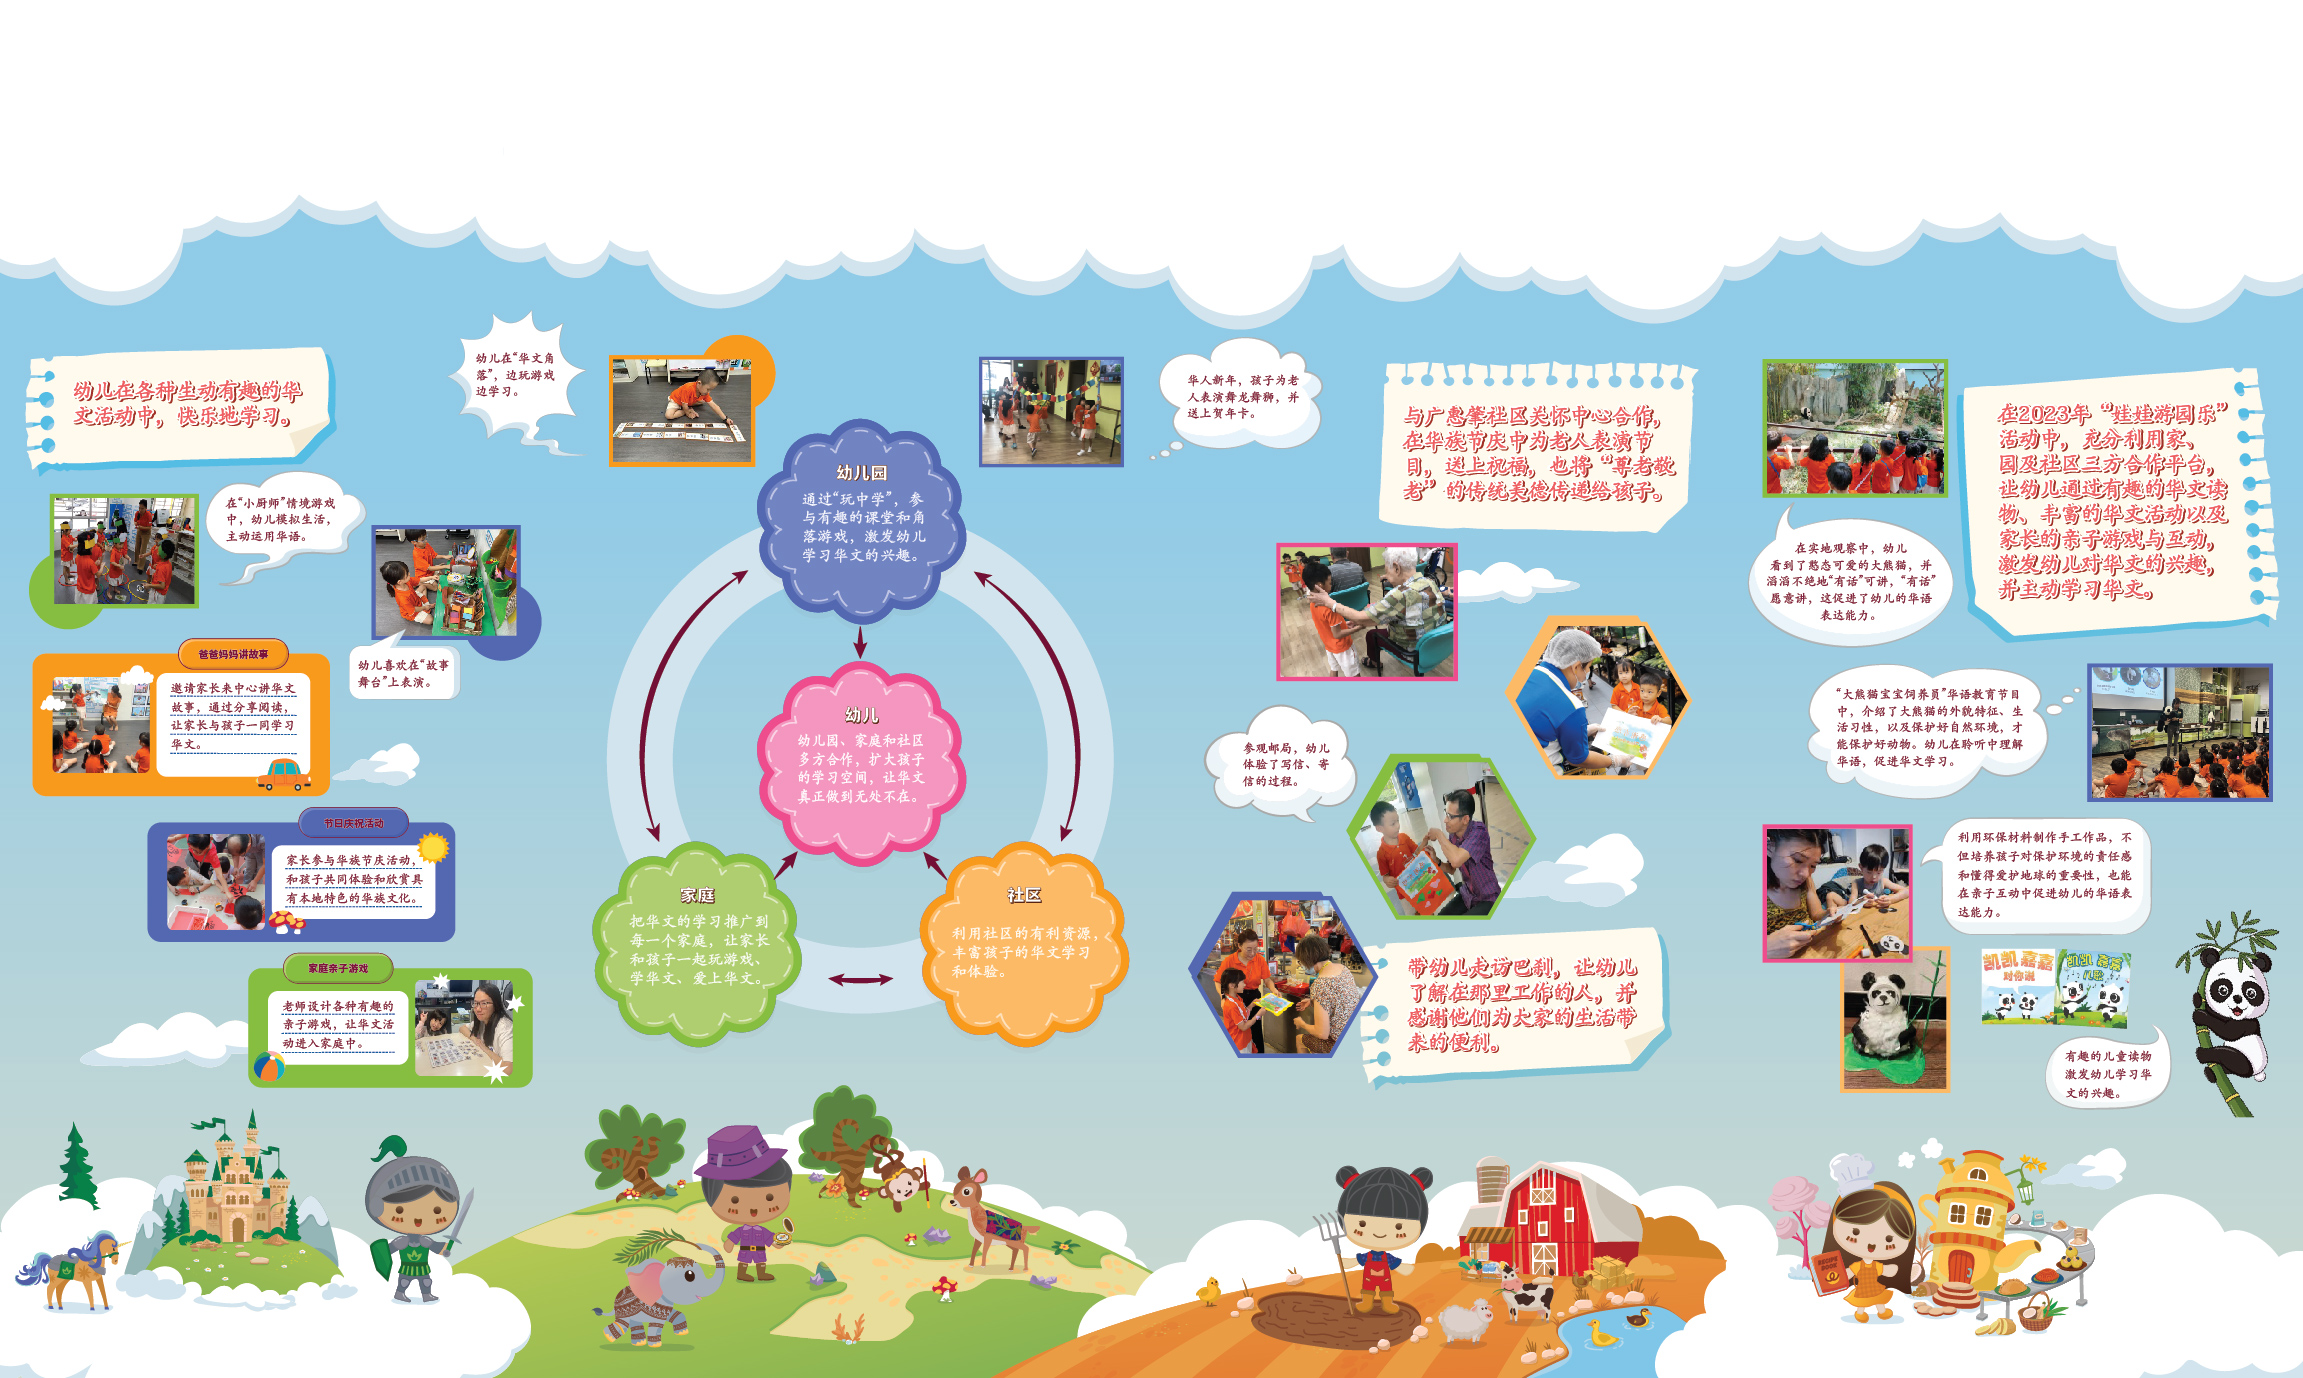 幼儿在各种生动有趣的华
文活动中，快乐地学习。
幼儿在“华文角
落”，边玩游戏
边学习。
在“小厨师”情境游戏
中，幼儿模拟生活，
主动运用华语。
幼儿喜欢在“故事
舞台”上表演。
爸爸妈妈讲故事
邀请家长来中心讲华文
故事，通过分享阅读，
让家长与孩子一同学习
华文。
节日庆祝活动
家长参与华族节庆活动，
和孩子共同体验和欣赏具
有本地特色的华族文化。
家庭亲子游戏
老师设计各种有趣的
亲子游戏，让华文活
动进入家庭中。
幼儿园
通过“玩中学”，参
与有趣的课堂和角
落游戏，激发幼儿
学习华文的兴趣。
幼儿
幼儿园、家庭和社区
多方合作，扩大孩子
的学习空间，让华文
真正做到无处不在。
家庭
把华文的学习推广到
每一个家庭，让家长
和孩子一起玩游戏、
学华文、爱上华文。
社区
利用社区的有利资源，
丰富孩子的华文学习
和体验。
华人新年，孩子为老
人表演舞龙舞狮，并
送上贺年卡。
与广惠肇社区关怀中心合作，
在华族节庆中为老人表演节
目，送上祝福，也将“尊老敬
老”的传统美德传递给孩子。
参观邮局，幼儿
体验了写信、寄
信的过程。
带幼儿走访巴刹，让幼儿
了解在那里工作的人，并
感谢他们为大家的生活带
来的便利。
在2023年“娃娃游园乐”
活动中，充分利用家、
园及社区三方合作平台，
让幼儿通过有趣的华文读
物、丰富的华文活动以及
家长的亲子游戏与互动，
激发幼儿对华文的兴趣，
并主动学习华文。
在实地观察中，幼儿
看到了憨态可爱的大熊猫，并
滔滔不绝地“有话”可讲，“有话”
愿意讲，这促进了幼儿的华语
表达能力。
“大熊猫宝宝饲养员”华语教育节目
中，介绍了大熊猫的外貌特征、生
活习性，以及保护好自然环境，才
能保护好动物。幼儿在聆听中理解
华语，促进华文学习。
利用环保材料制作手工作品，不
但培养孩子对保护环境的责任感
和懂得爱护地球的重要性，也能
在亲子互动中促进幼儿的华语表
达能力。
凯凯 嘉嘉
对你说
凯凯 嘉嘉
儿歌
有趣的儿童读物
激发幼儿学习华
文的兴趣。
RECIPE
BOOK